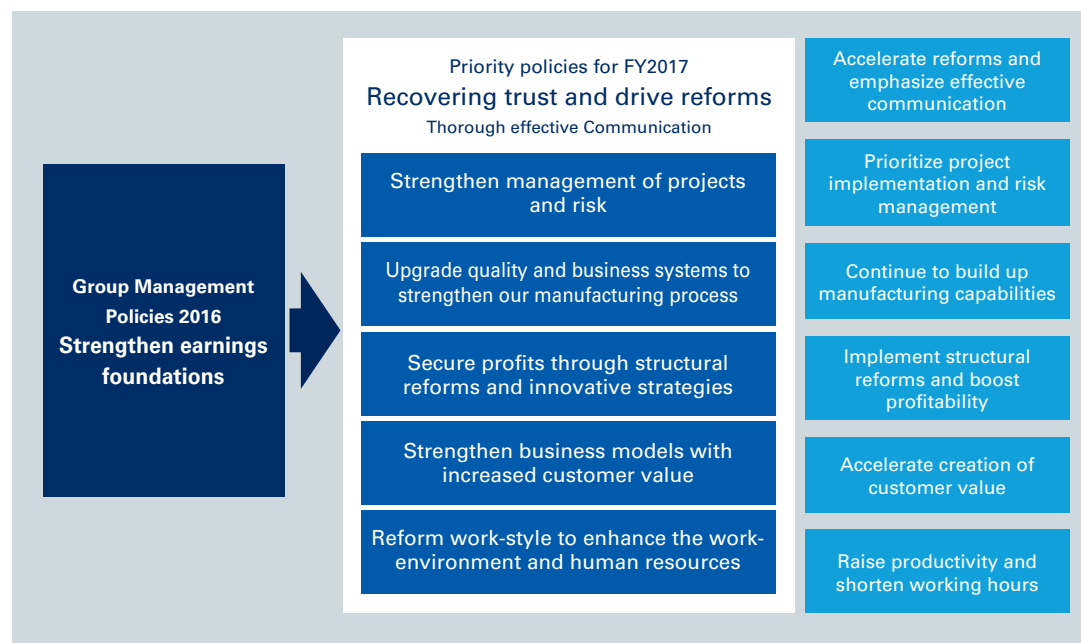 Group Management
Policies 2016
Strengthen earnings
foundations
Priority policies for FY2017
Recovering trust and drive reforms
Thorough effective Communication
Strengthen management of projects
and risk
Upgrade quality and business systems to
strengthen our manufacturing process
Secure profits through structural
reforms and innovative strategies
Strengthen business models with
increased customer value
Reform work-style to enhance the work-
environment and human resources
Accelerate reforms and
emphasize effective
communication
Prioritize project
implementation and risk
management
Continue to build up
manufacturing capabilities
Implement structural
reforms and boost
profitability
Accelerate creation of
customer value
Raise productivity and
shorten working hours